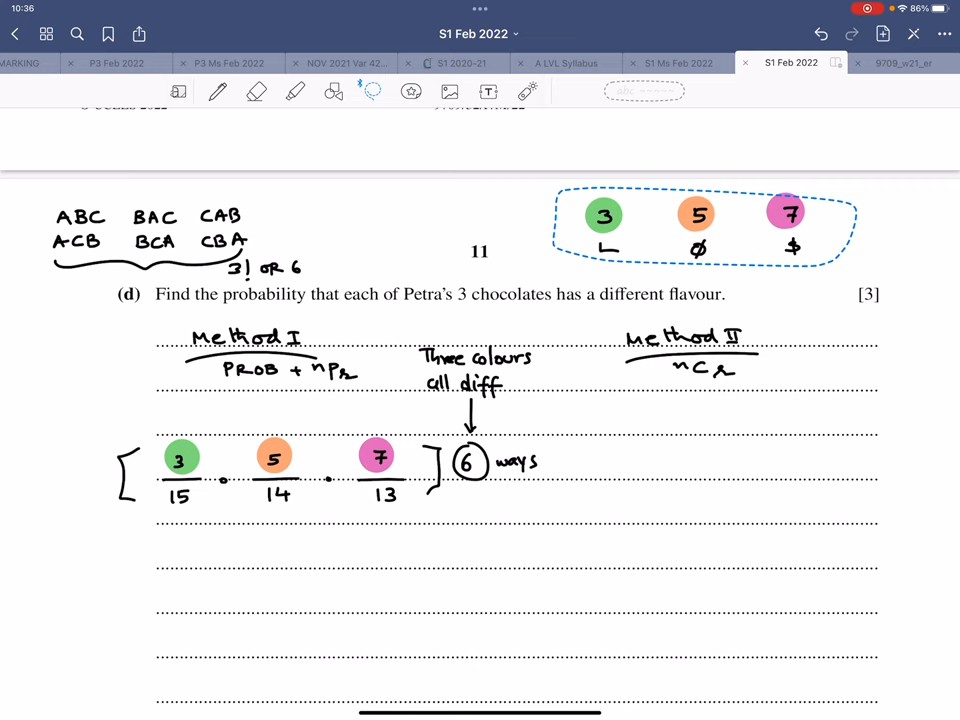 10:36
86%
S1 Feb 2022
MARKING
P3 Feb 2022
P3 Ms Feb 2022
NOV 2021 Var 42...
S1 2020-21
A LVL Syllabus
S1 Ms Feb 2022
S1 Feb 2022
9709_w21_er
abc
ABC BAC CAB
ACB BCA CBA
3! OR 6
3 5 7
L O S
11
(d) Find the probability that each of Petra's 3 chocolates has a different flavour. [3]
Method I
PROB + nPr
Three colours
all diff
Method II
nCr
[ 3/15 . 5/14 . 7/13 ] 6 ways